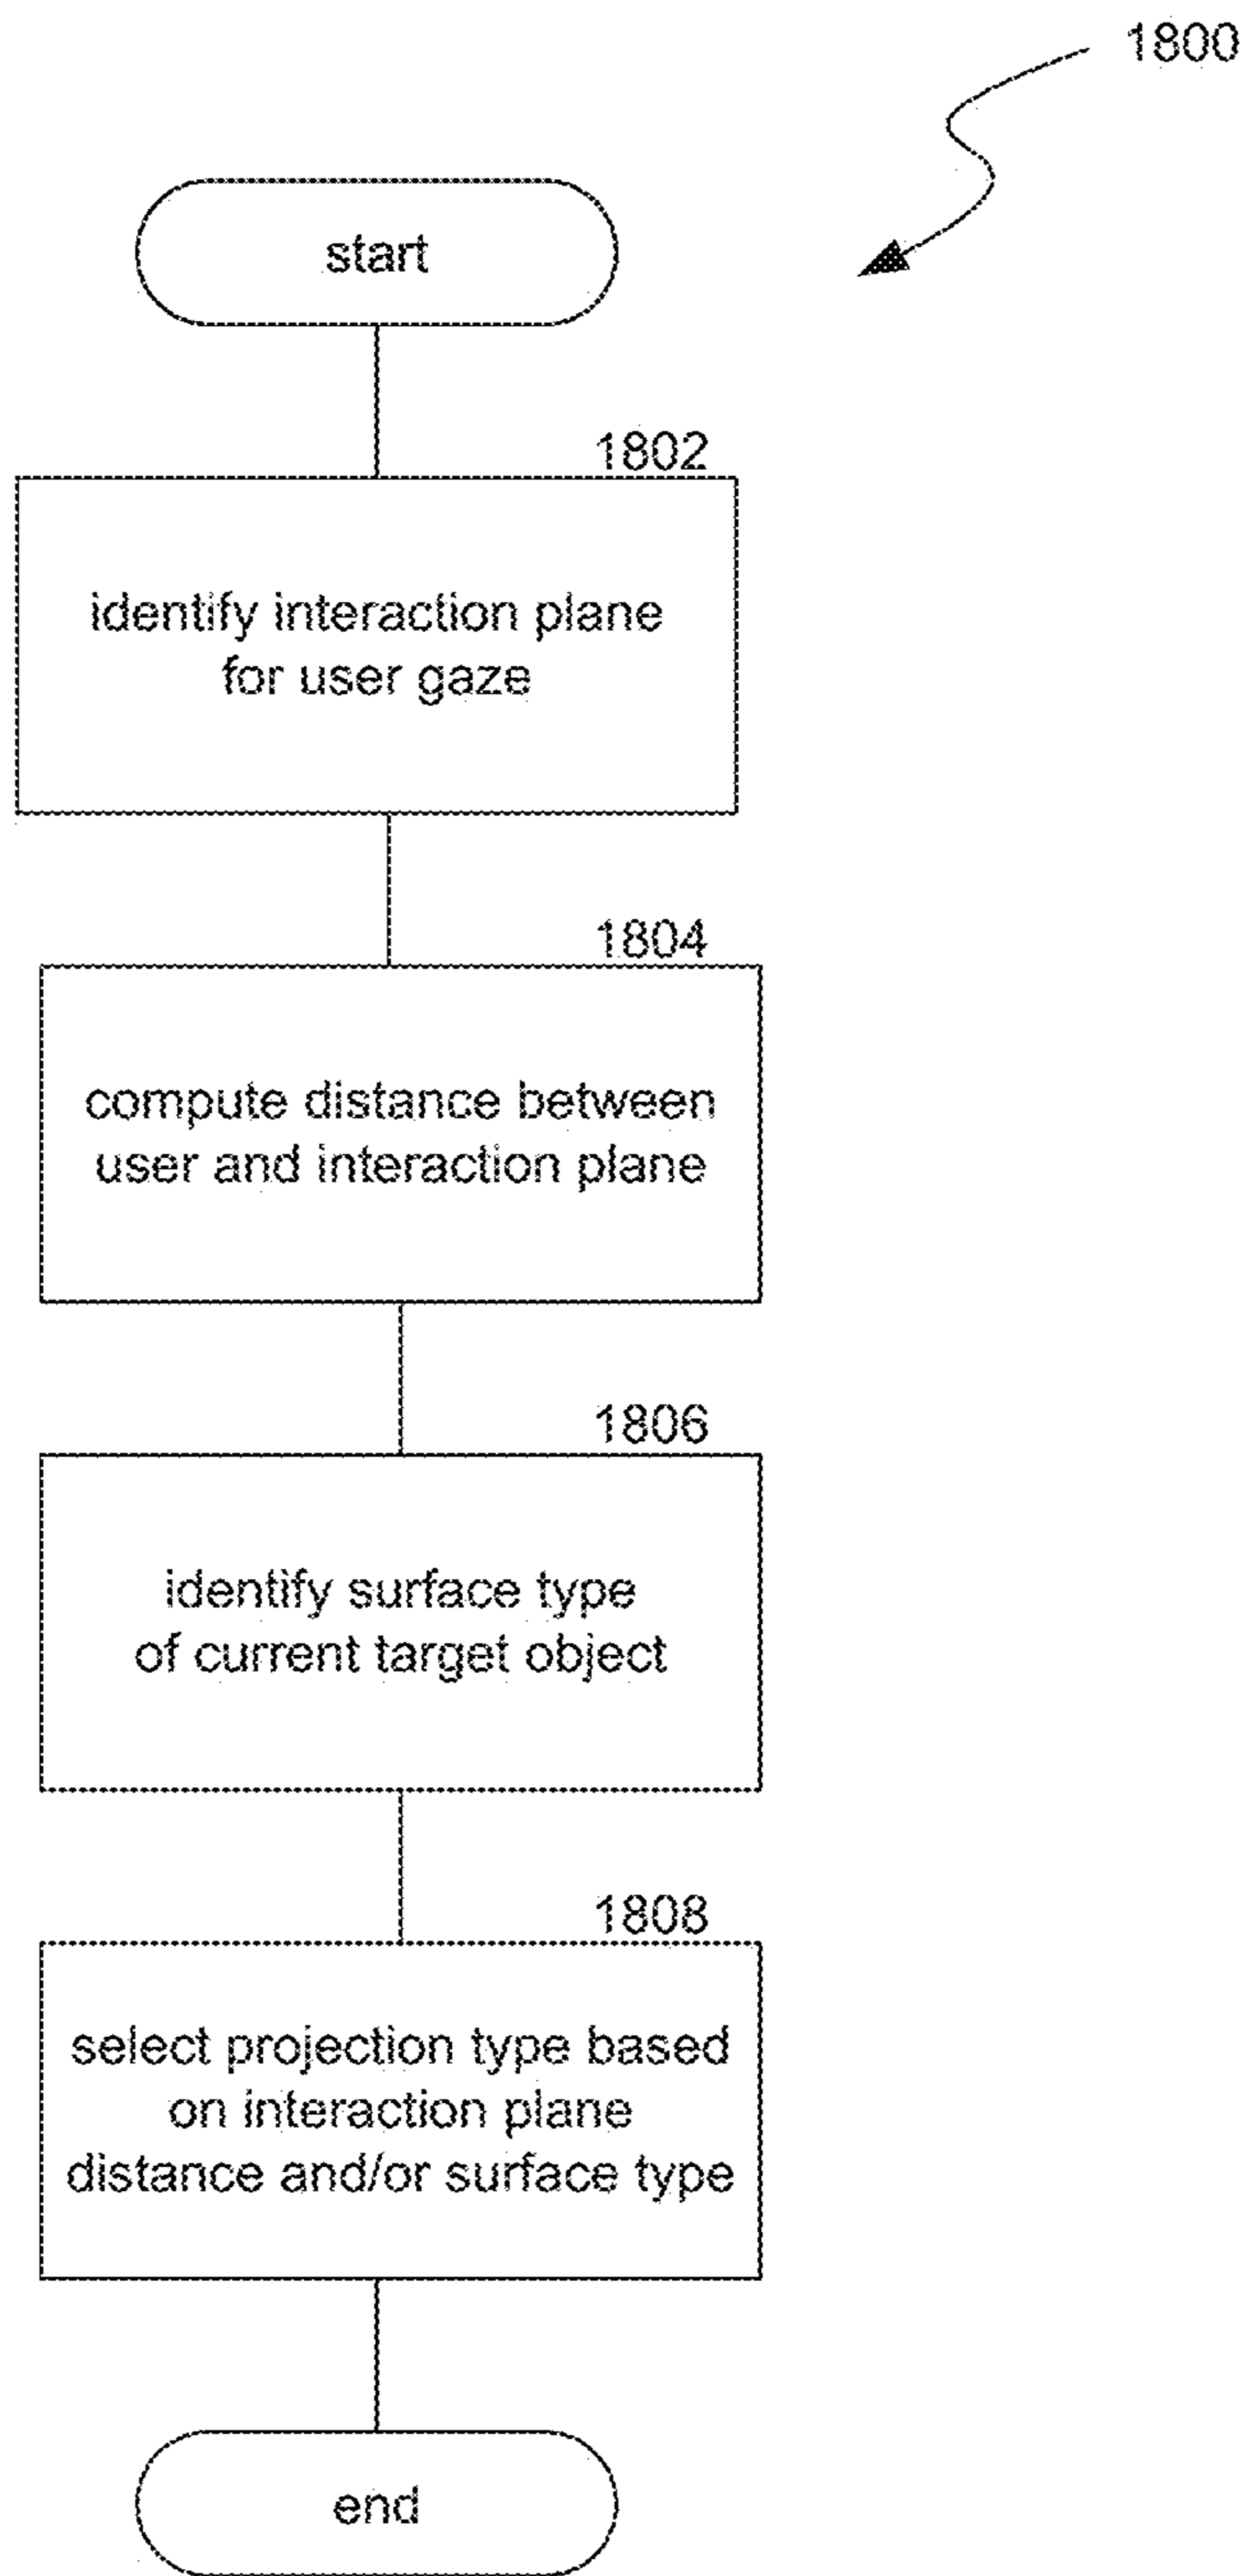 1800
start
1802
identify interaction plane
for user gaze
1804
compute distance between
user and interaction plane
1806
identify surface type
of current target object
1808
select projection type based
on interaction plane
distance and/or surface type
end